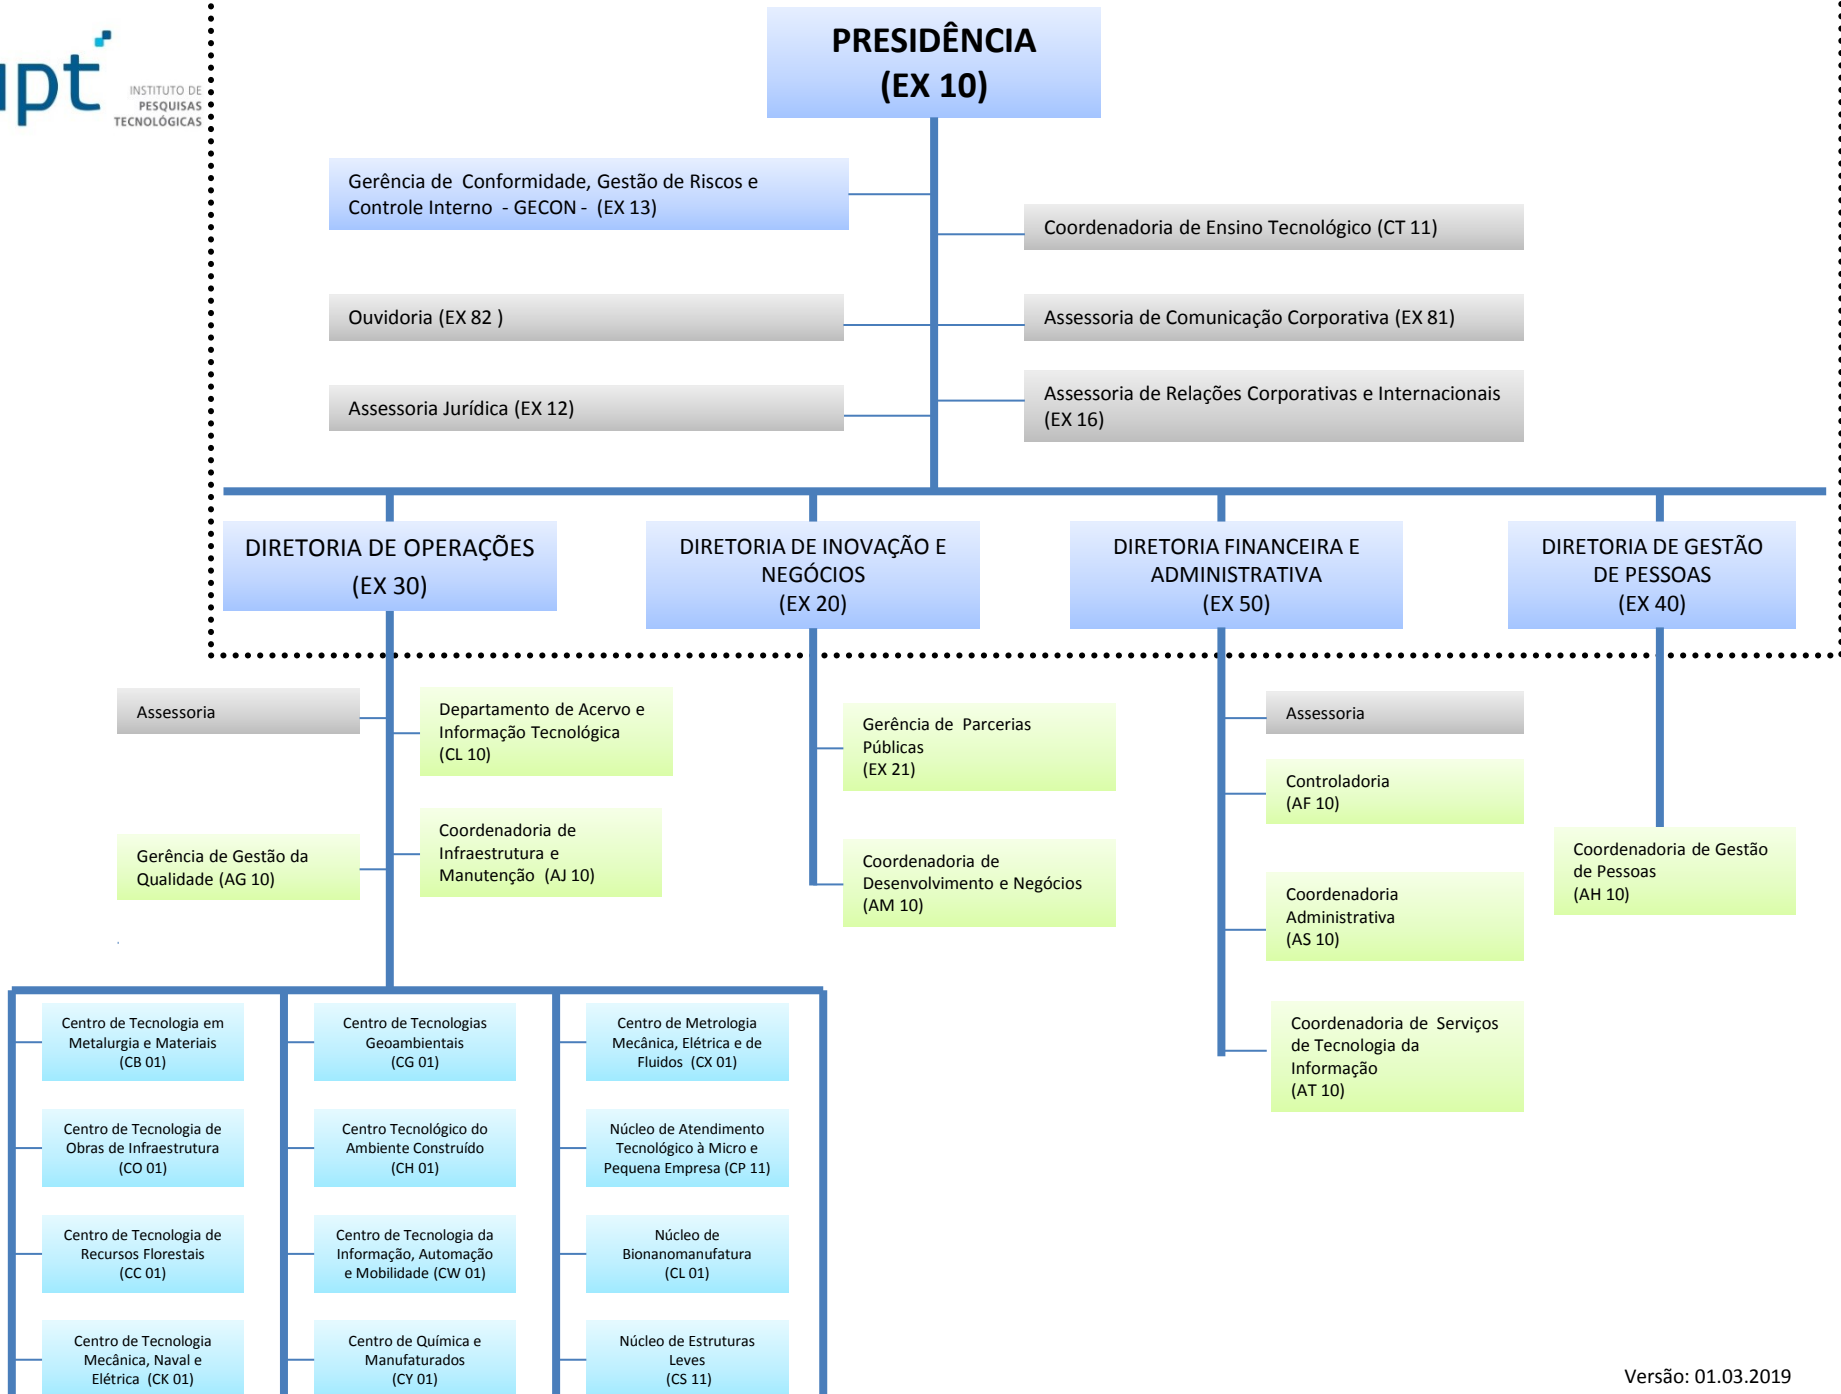 ipt
INSTITUTO DE
PESQUISAS
TECNOLÓGICAS
PRESIDÊNCIA
(EX 10)
Gerência de Conformidade, Gestão de Riscos e
Controle Interno - GECON - (EX 13)
Coordenadoria de Ensino Tecnológico (CT 11)
Ouvidoria (EX 82 )
Assessoria de Comunicação Corporativa (EX 81)
Assessoria Jurídica (EX 12)
Assessoria de Relações Corporativas e Internacionais
(EX 16)
DIRETORIA DE OPERAÇÕES
(EX 30)
DIRETORIA DE INOVAÇÃO E
NEGÓCIOS
(EX 20)
DIRETORIA FINANCEIRA E
ADMINISTRATIVA
(EX 50)
DIRETORIA DE GESTÃO
DE PESSOAS
(EX 40)
Assessoria
Departamento de Acervo e
Informação Tecnológica
(CL 10)
Gerência de Gestão da
Qualidade (AG 10)
Coordenadoria de
Infraestrutura e
Manutenção (AJ 10)
Gerência de Parcerias
Públicas
(EX 21)
Coordenadoria de
Desenvolvimento e Negócios
(AM 10)
Assessoria
Controladoria
(AF 10)
Coordenadoria
Administrativa
(AS 10)
Coordenadoria de Serviços
de Tecnologia da
Informação
(AT 10)
Coordenadoria de Gestão
de Pessoas
(AH 10)
Centro de Tecnologia em
Metalurgia e Materiais
(CB 01)
Centro de Tecnologias
Geoambientais
(CG 01)
Centro de Metrologia
Mecânica, Elétrica e de
Fluidos (CX 01)
Centro de Tecnologia de
Obras de Infraestrutura
(CO 01)
Centro Tecnológico do
Ambiente Construído
(CH 01)
Núcleo de Atendimento
Tecnológico à Micro e
Pequena Empresa (CP 11)
Centro de Tecnologia de
Recursos Florestais
(CC 01)
Centro de Tecnologia da
Informação, Automação
e Mobilidade (CW 01)
Núcleo de
Bionanomanufatura
(CL 01)
Centro de Tecnologia
Mecânica, Naval e
Elétrica (CK 01)
Centro de Química e
Manufaturados
(CY 01)
Núcleo de Estruturas
Leves
(CS 11)
Versão: 01.03.2019